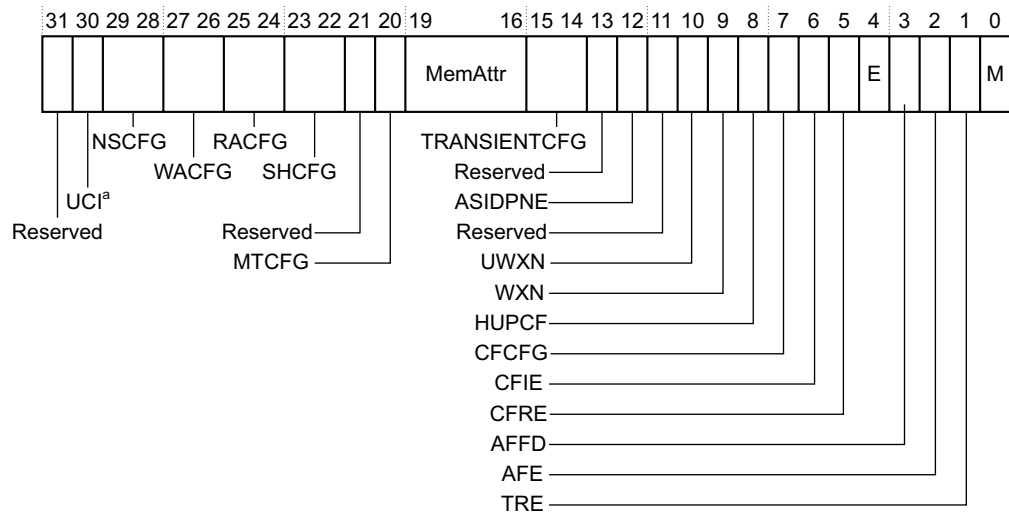 31 30 29 28 27 26 25 24 23 22 21 20 19 16 15 14 13 12 11 10 9 8 7 6 5 4 3 2 1 0
MemAttr E M
NSCFG RACFG TRANSIENTCFG
WACFG SHCFG Reserved
UCIᵃ ASIDPNE
Reserved Reserved Reserved
MTCFG UWXN
WXN
HUPCF
CFCFG
CFIE
CFRE
AFFD
AFE
TRE